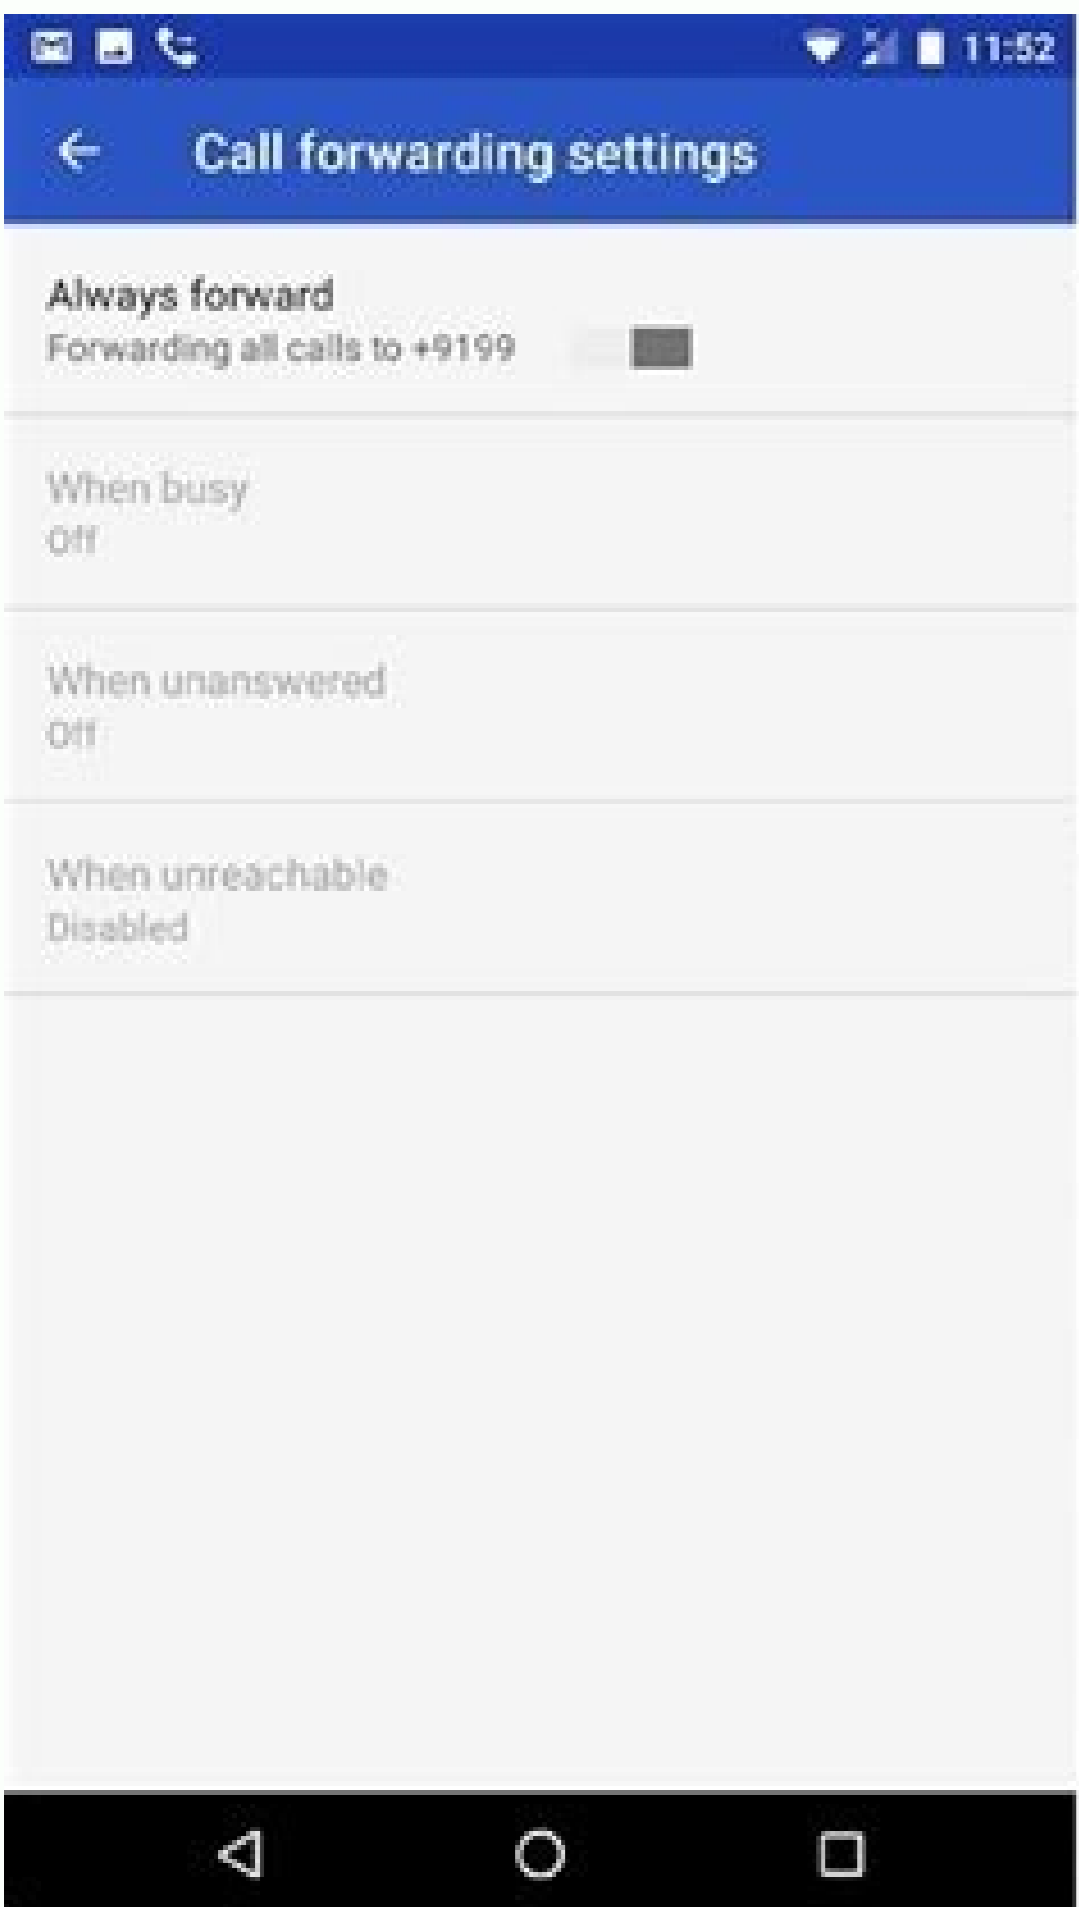 11:52
Call forwarding settings
Always forward
Forwarding all calls to +9199
When busy
Off
When unanswered
Off
When unreachable
Disabled